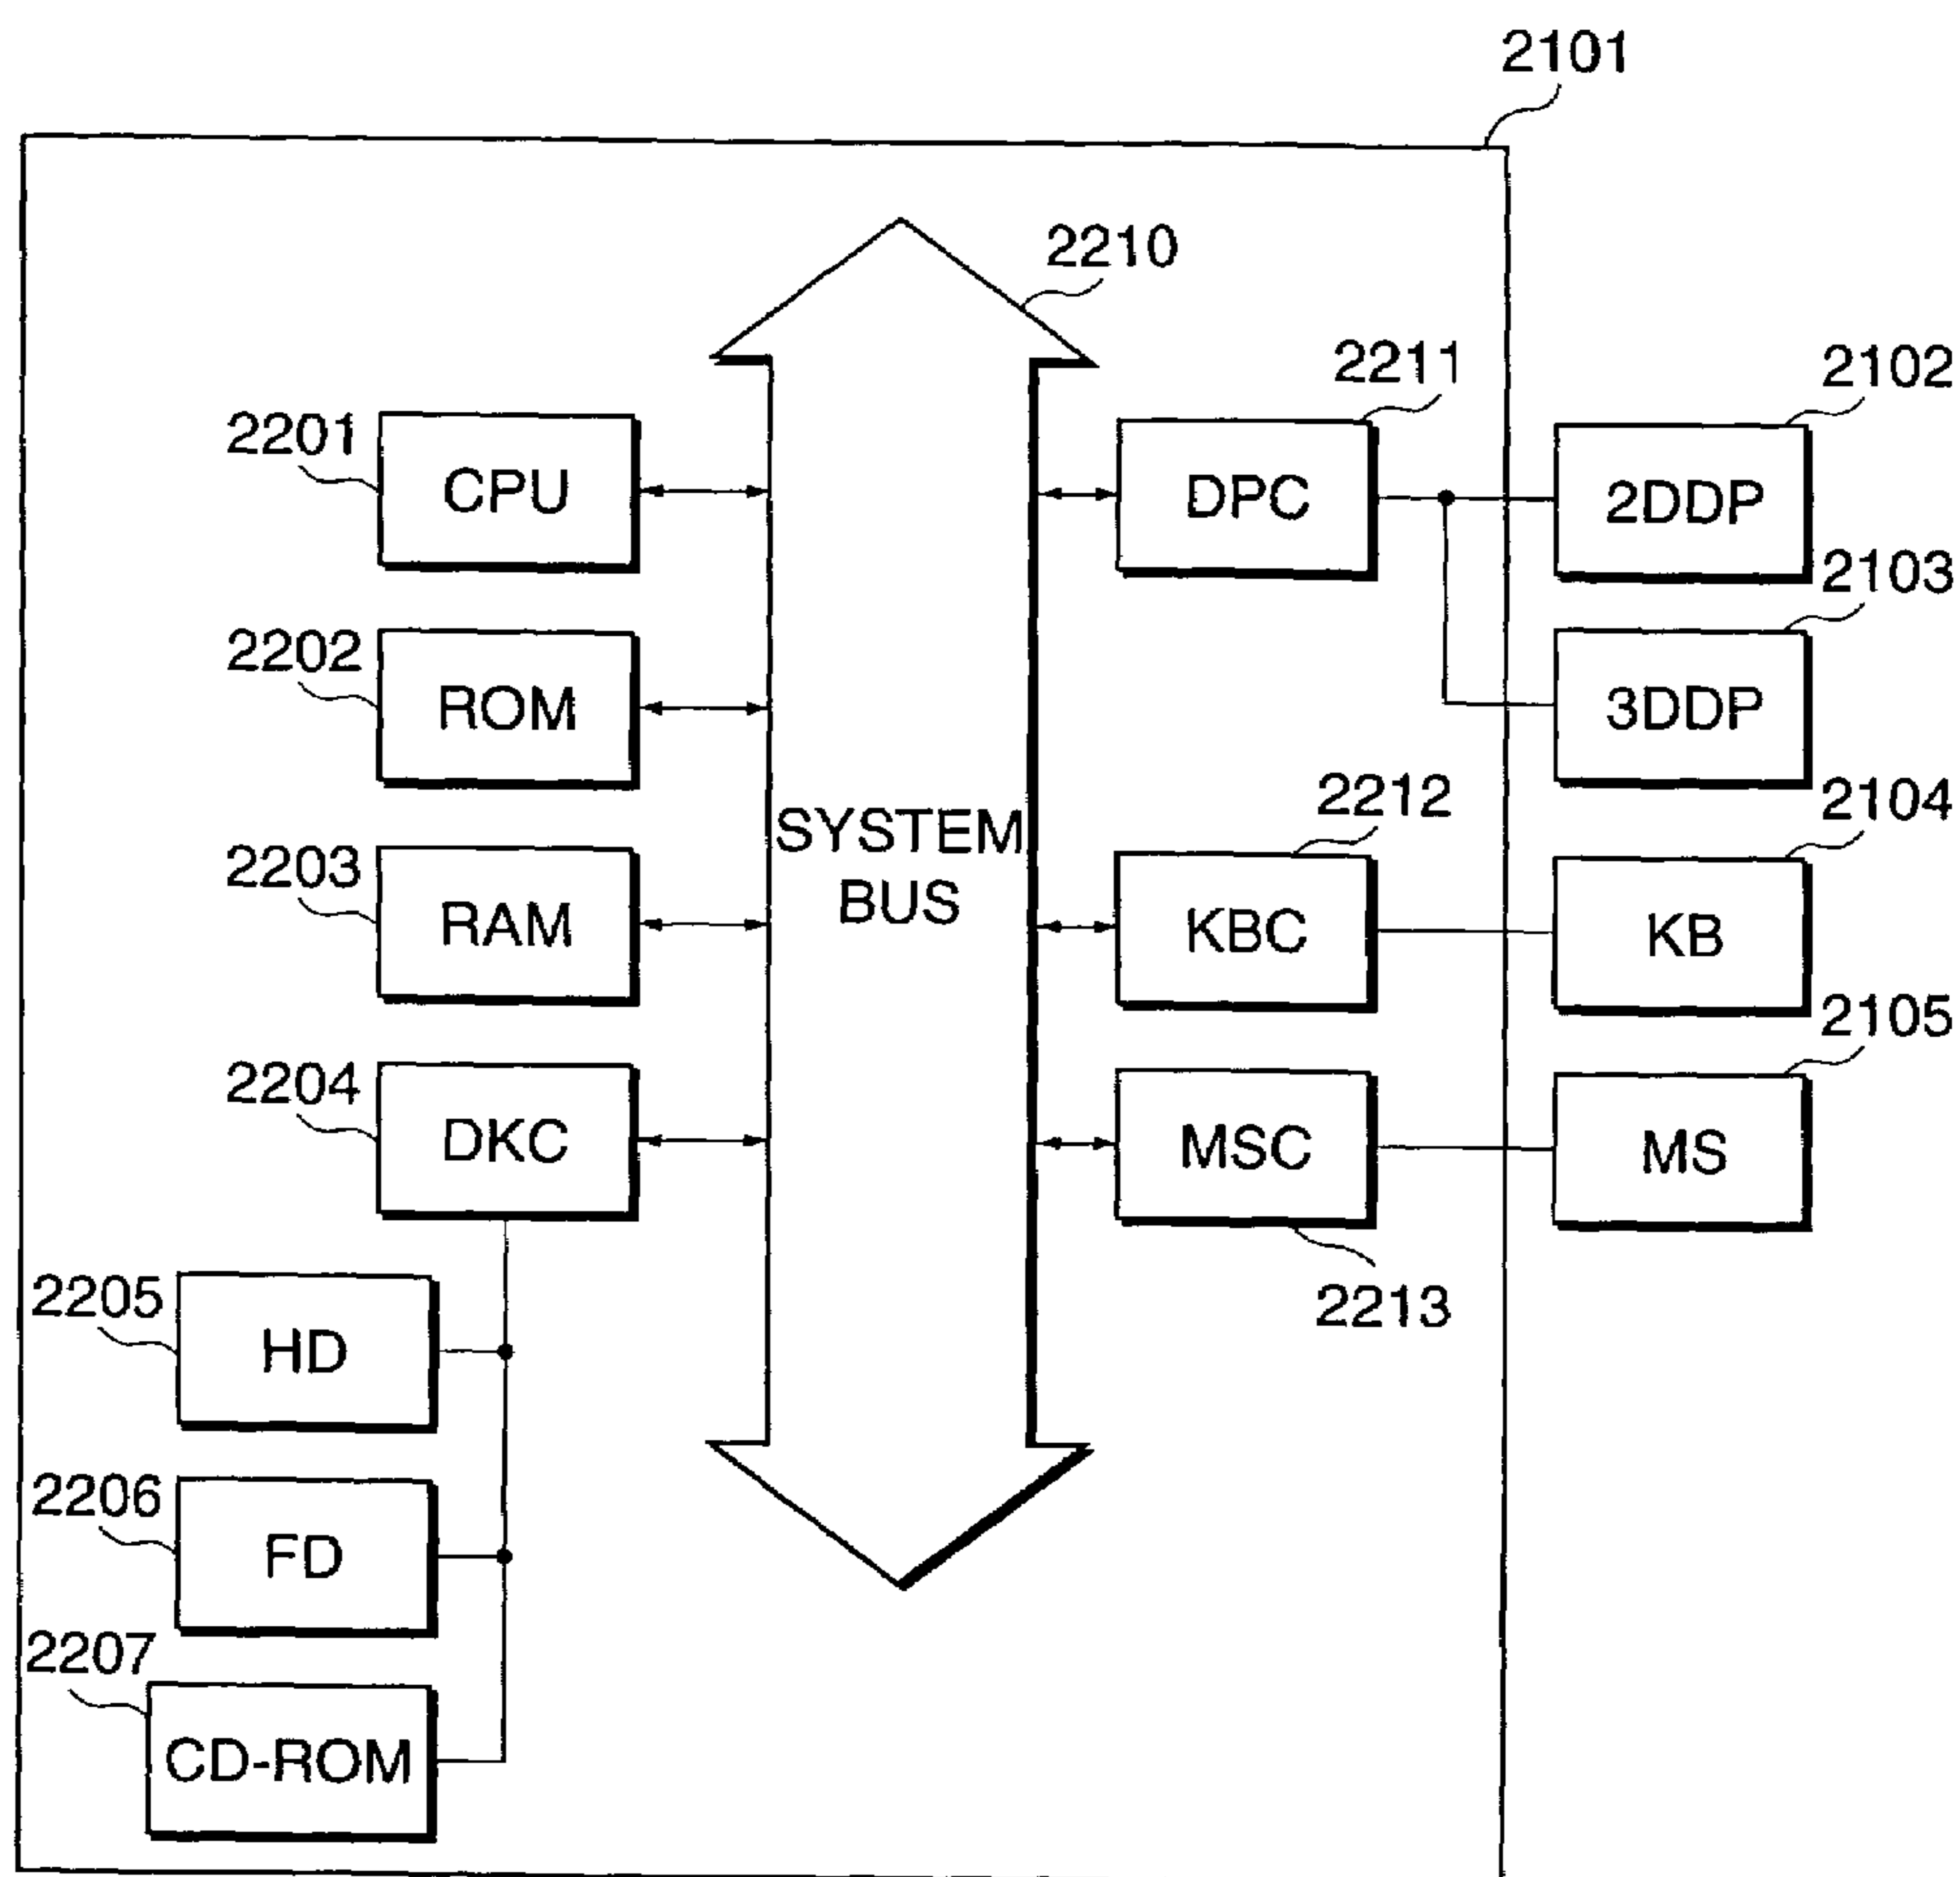 2101
2210
2211
2102
2201
CPU
DPC
2DDP
2103
2202
ROM
3DDP
2212
2104
SYSTEM
BUS
2203
RAM
KBC
KB
2105
2204
DKC
MSC
MS
2205
HD
2213
2206
FD
2207
CD-ROM